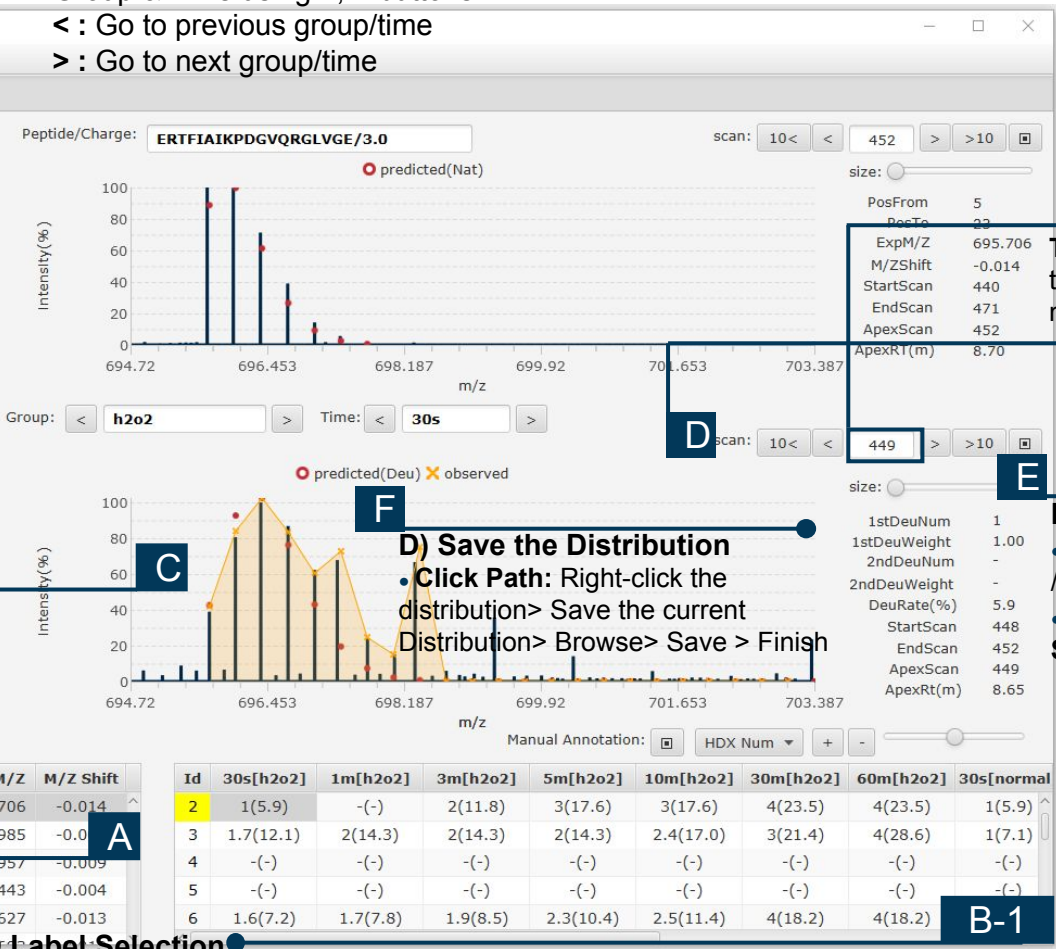 < : Go to previous group/time
> : Go to next group/time
Peptide/Charge: ERTFIAIKPDGVQRGLVGE/3.0 scan: 10< < 452 > >10
predicted(Nat) size:
Intensity(%)
100
80
60
40
20
0
694.72 696.453 698.187 699.92 701.653 703.387
m/z
PosFrom 5
PosTo 23
ExpM/Z 695.706
M/ZShift -0.014
StartScan 440
EndScan 471
ApexScan 452
ApexRT(m) 8.70
Group: < h2o2 > Time: < 30s >
D
scan: 10< < 449 > >10
predicted(Deu) observed size:
E
F
C
Intensity(%)
100
80
60
40
20
0
D) Save the Distribution
• Click Path: Right-click the
distribution> Save the current
Distribution> Browse> Save > Finish
694.72 696.453 698.187 699.92 701.653 703.387
m/z
1stDeuNum 1
1stDeuWeight 1.00
2ndDeuNum -
2ndDeuWeight -
DeuRate(%) 5.9
StartScan 448
EndScan 452
ApexScan 449
ApexRt(m) 8.65
Manual Annotation: HDX Num + -
M/Z M/Z Shift Id 30s[h2o2] 1m[h2o2] 3m[h2o2] 5m[h2o2] 10m[h2o2] 30m[h2o2] 60m[h2o2] 30s[normal
706 -0.014 2 1(5.9) -(-) 2(11.8) 3(17.6) 3(17.6) 4(23.5) 4(23.5) 1(5.9)
985 -0.0 A 3 1.7(12.1) 2(14.3) 2(14.3) 2(14.3) 2.4(17.0) 3(21.4) 4(28.6) 1(7.1)
957 -0.009 4 -(-) -(-) -(-) -(-) -(-) -(-) -(-) -(-)
443 -0.004 5 -(-) -(-) -(-) -(-) -(-) -(-) -(-) -(-)
627 -0.013 6 1.6(7.2) 1.7(7.8) 1.9(8.5) 2.3(10.4) 2.5(11.4) 4(18.2) 4(18.2) B-1
Label Selection